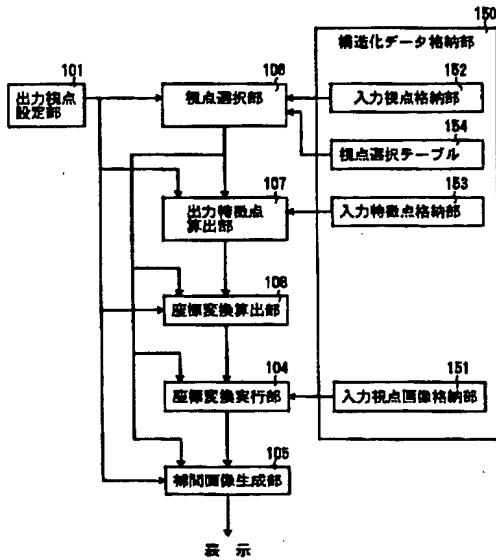 150
構造化データ格納部
101
出力視点
設定部
106
視点選択部
152
入力視点格納部
154
視点選択テーブル
107
出力特徴点
算出部
153
入力特徴点格納部
108
座標変換算出部
104
座標変換実行部
151
入力視点画像格納部
105
補間画像生成部
表示